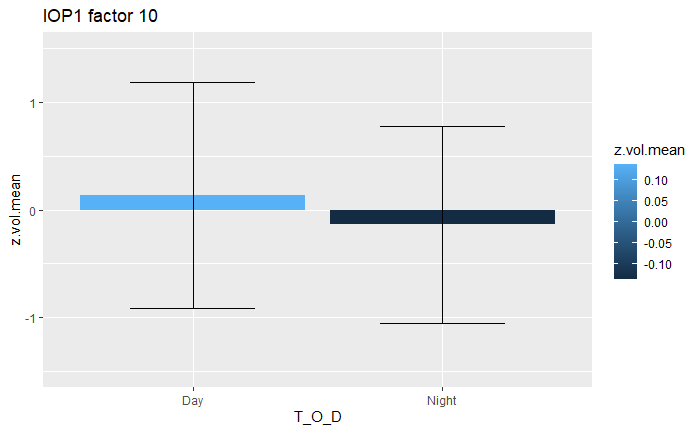 IOP1 factor 10
z.vol.mean
1
0
-1
Day
Night
T_O_D
z.vol.mean
0.10
0.05
0.00
-0.05
-0.10